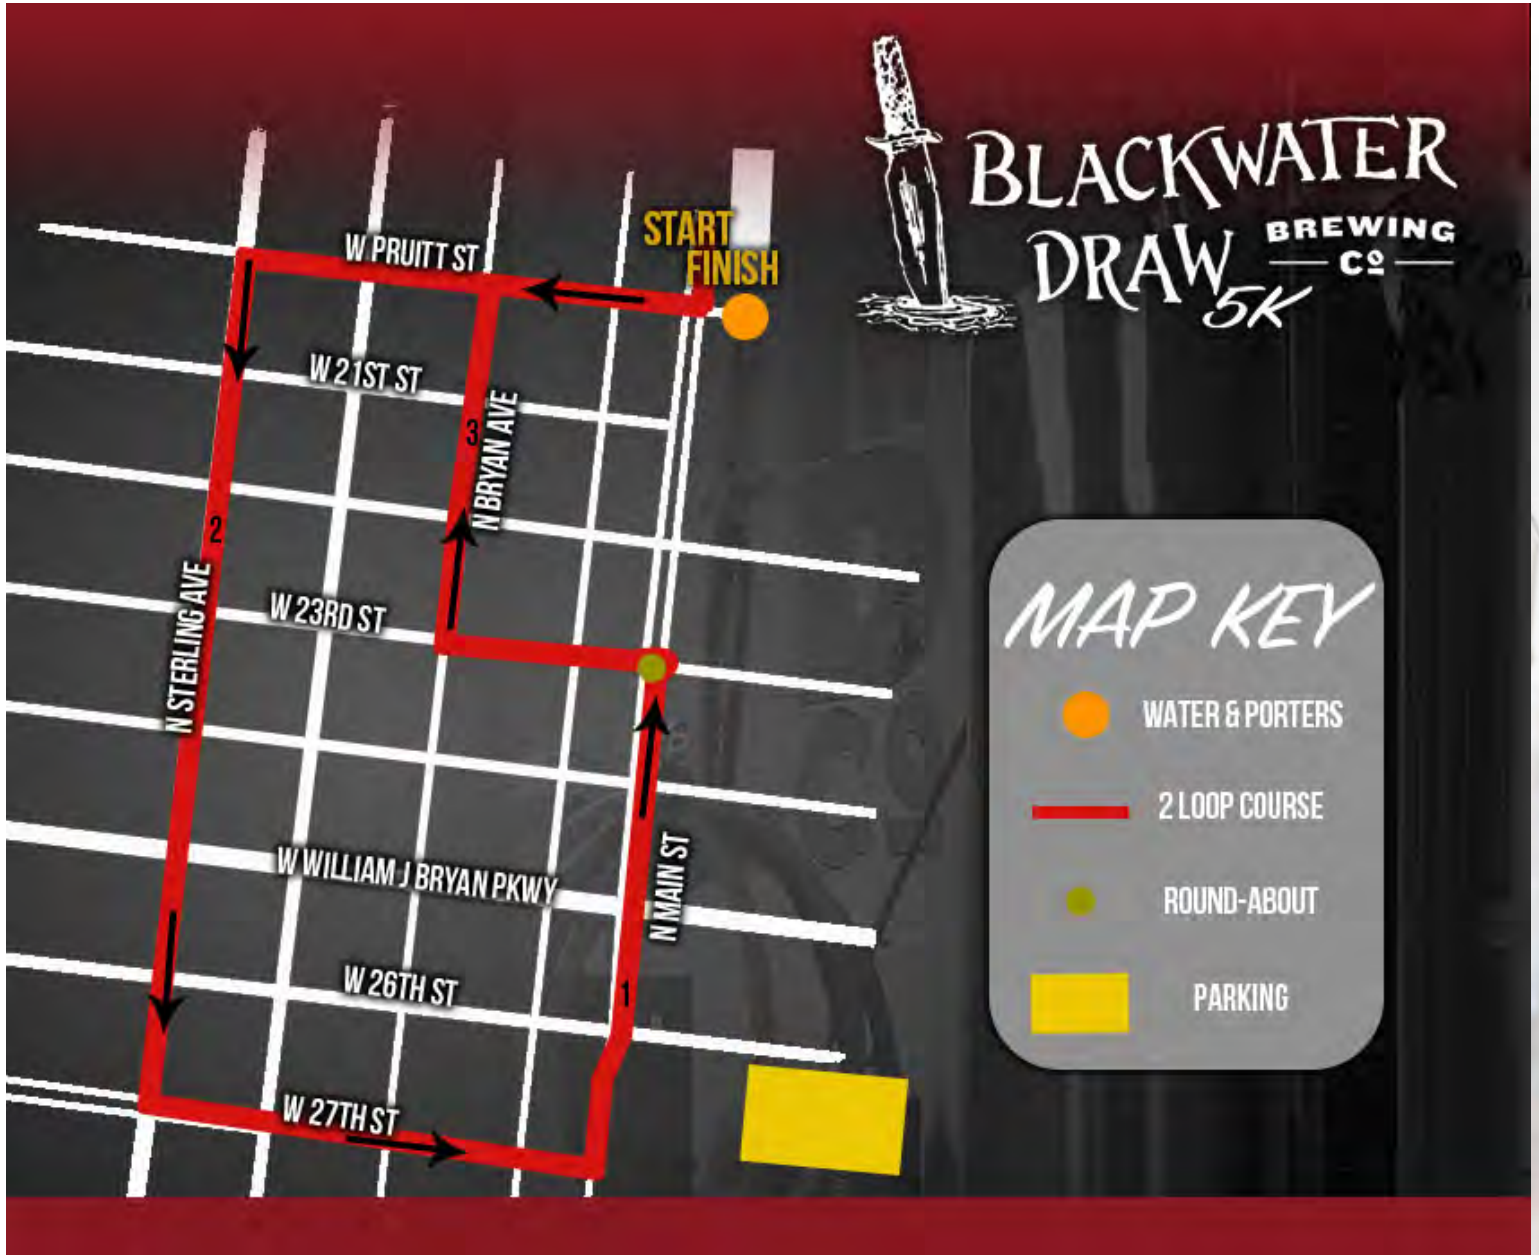 BLACKWATER
DRAW
BREWING
Co
5K
START
FINISH
W PRUITT ST
W 21ST ST
3
N BRYAN AVE
2
N STERLING AVE
W 23RD ST
W WILLIAM J BRYAN PKWY
N MAIN ST
W 26TH ST
1
W 27TH ST
MAP KEY
WATER & PORTERS
2 LOOP COURSE
ROUND-ABOUT
PARKING